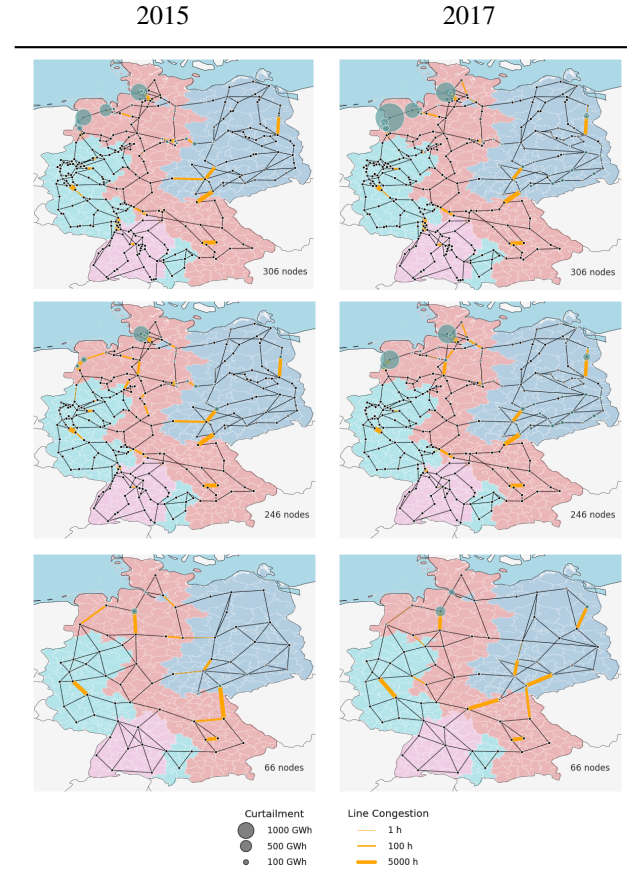 2015 2017
306 nodes 306 nodes
246 nodes 246 nodes
66 nodes 66 nodes
Curtailment Line Congestion
1000 GWh 1 h
500 GWh 100 h
100 GWh 5000 h